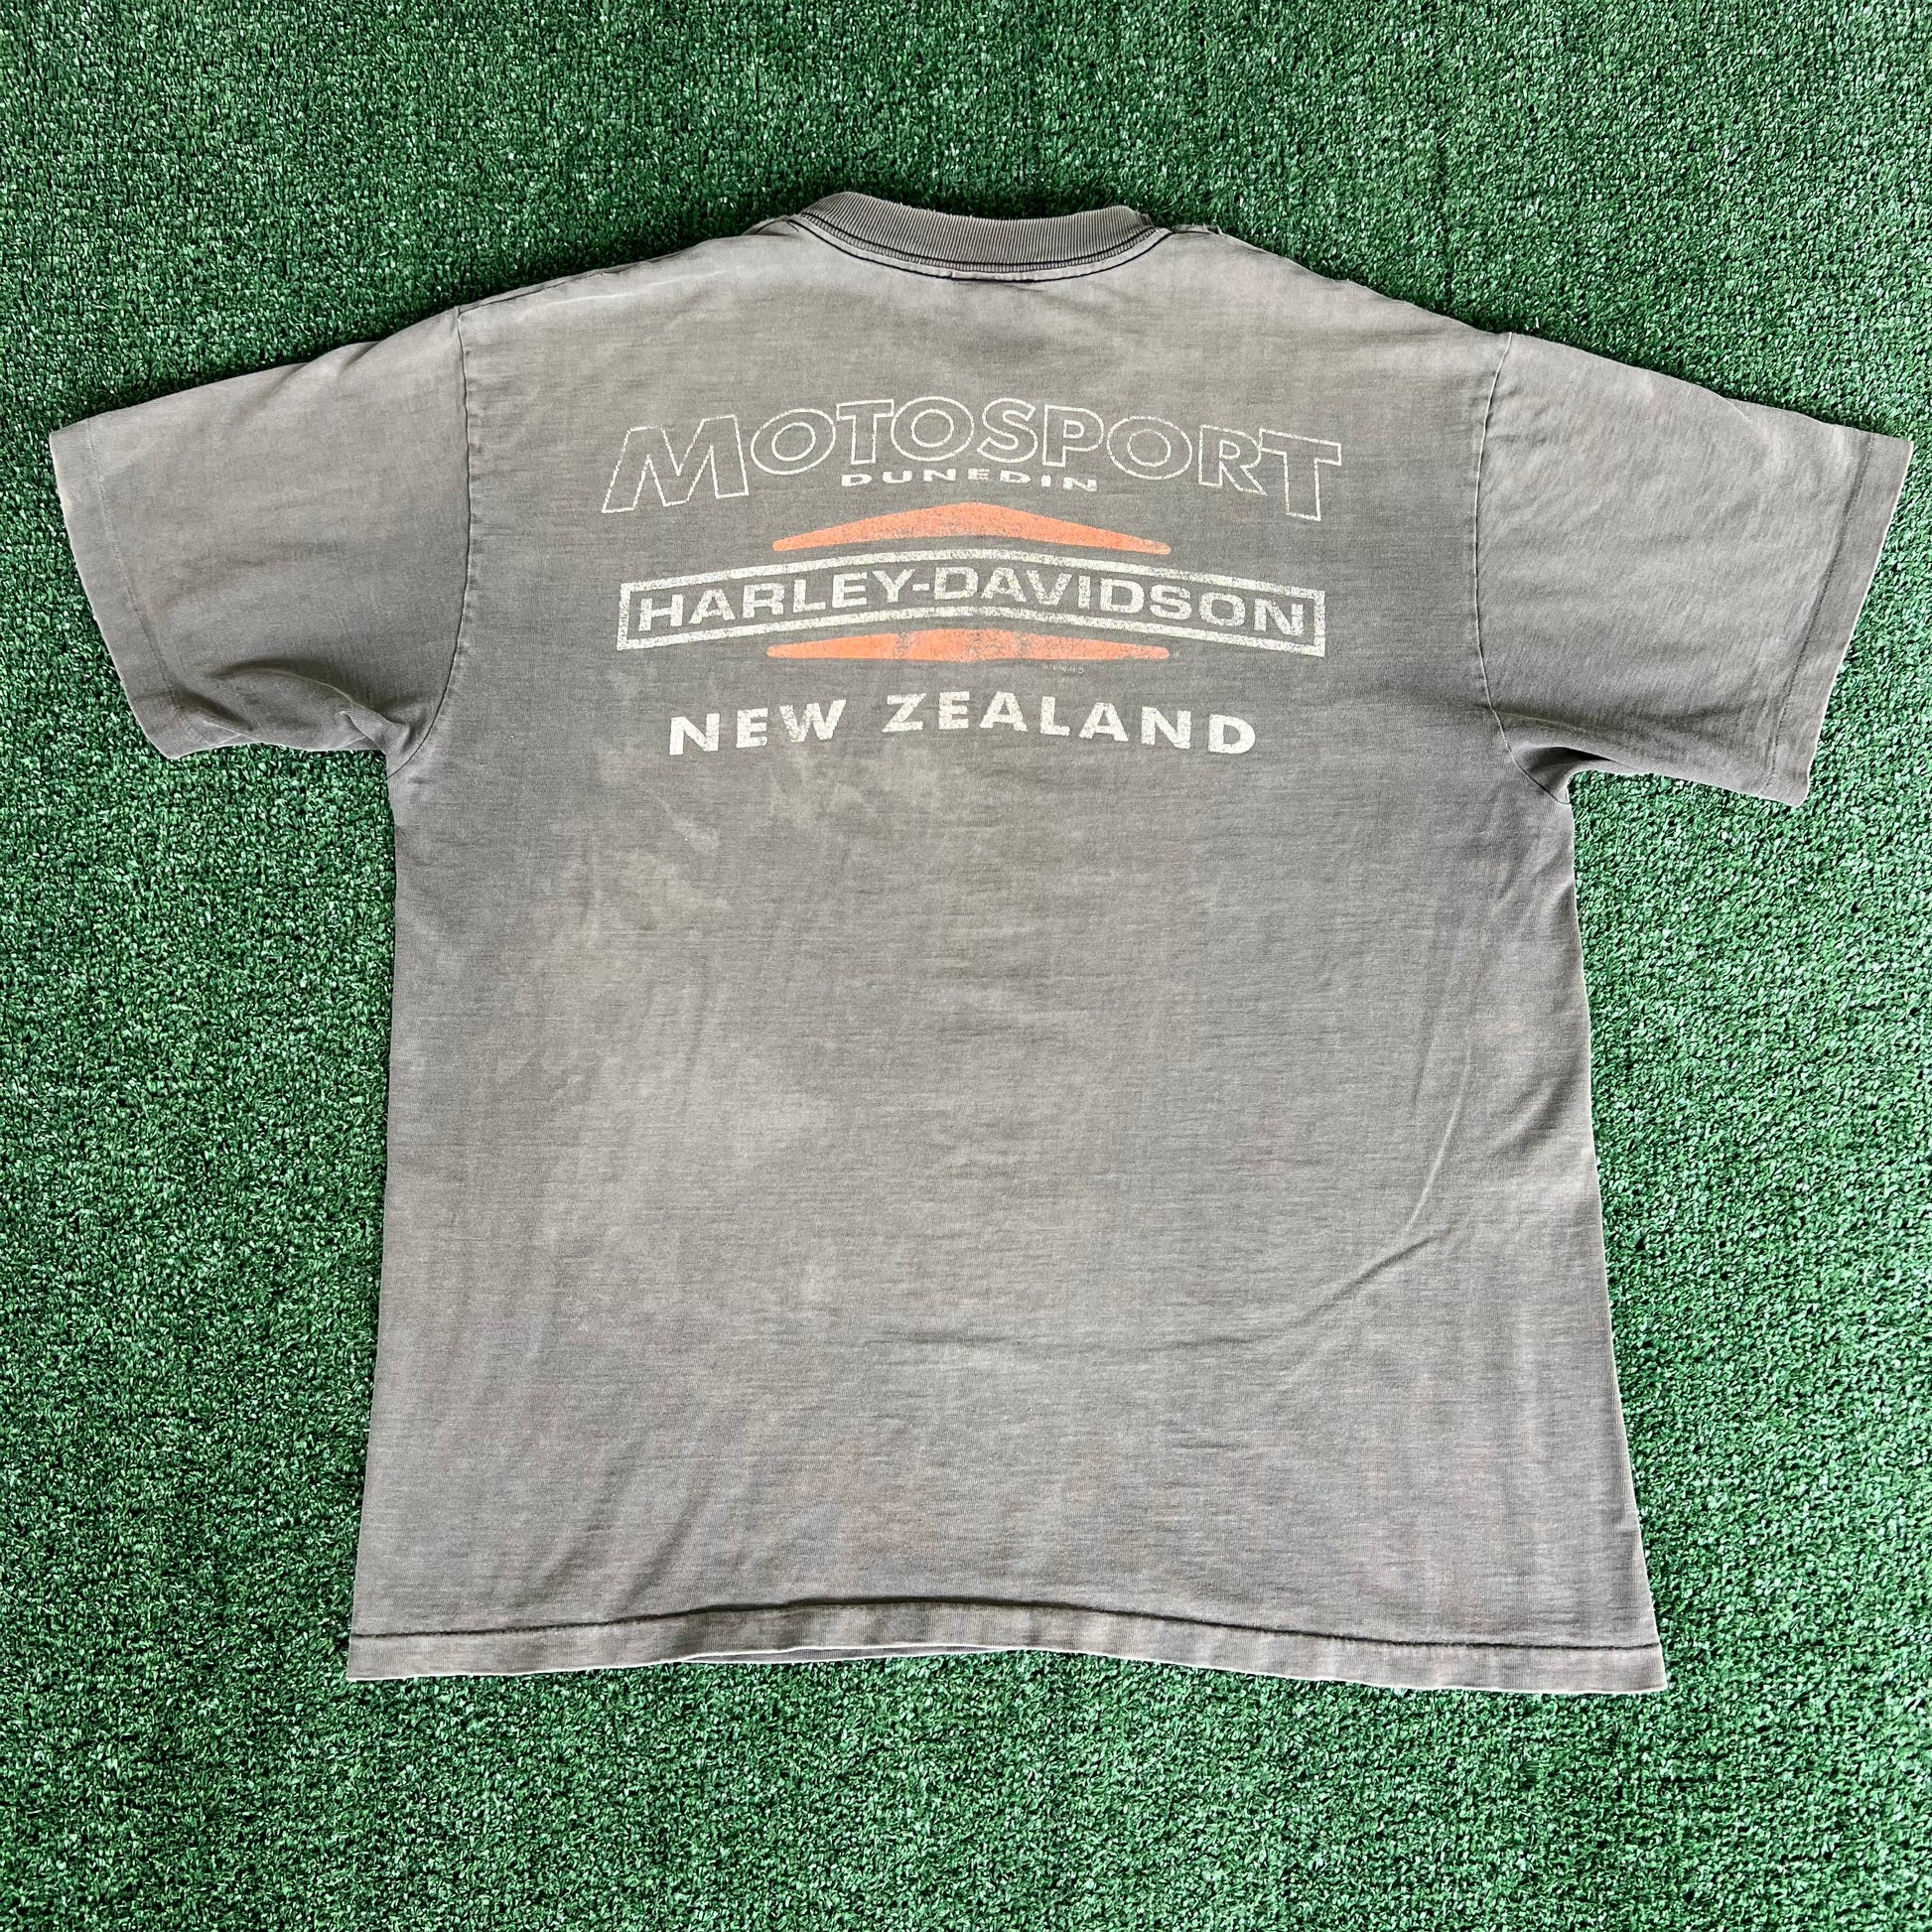 MOTOSPORT
DUNEDIN
HARLEY-DAVIDSON
NEW ZEALAND